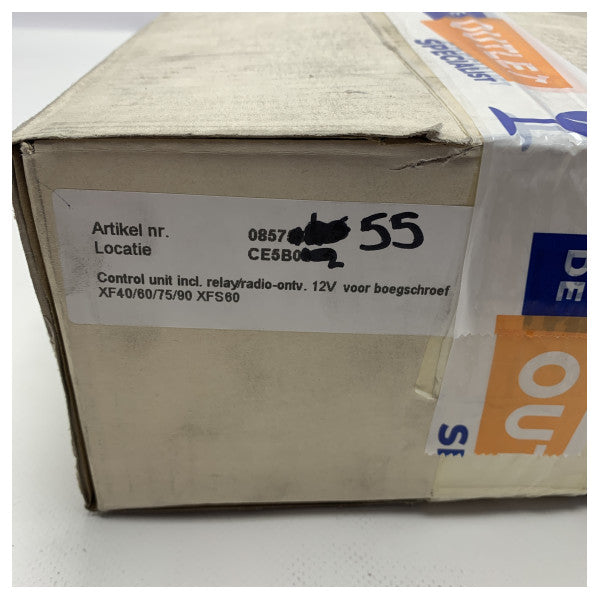 DE
OUTLET
SPECIALIST
Artikel nr. 0857 55
Locatie CE5B0
Control unit incl. relay/radio-ontv. 12V voor boegschroef
XF40/60/75/90 XFS60
DE
OUT